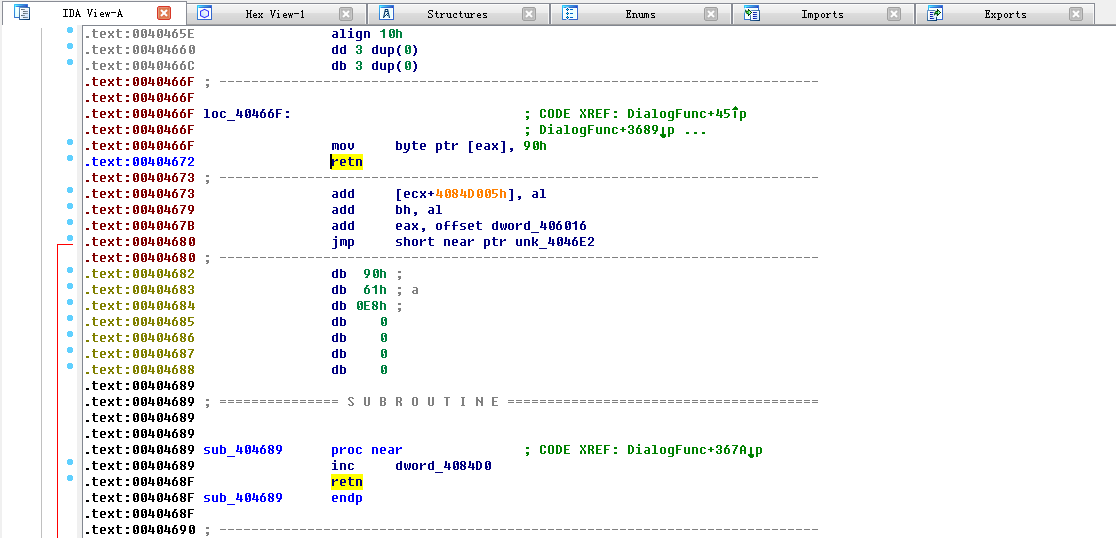 IDA View-A Hex View-1 Structures Enums Imports Exports
.text:0040465E align 10h
.text:00404660 dd 3 dup(0)
.text:0040466C db 3 dup(0)
.text:0040466F ; ---------------------------------------------------------------------------
.text:0040466F
.text:0040466F loc_40466F: ; CODE XREF: DialogFunc+45↑p
.text:0040466F ; DialogFunc+3689↓p ...
.text:0040466F mov byte ptr [eax], 90h
.text:00404672 retn
.text:00404673 ; ---------------------------------------------------------------------------
.text:00404673 add [ecx+4084D005h], al
.text:00404679 add bh, al
.text:0040467B add eax, offset dword_406016
.text:00404680 jmp short near ptr unk_4046E2
.text:00404680 ; ---------------------------------------------------------------------------
.text:00404682 db 90h ;
.text:00404683 db 61h ; a
.text:00404684 db 0E8h ;
.text:00404685 db 0
.text:00404686 db 0
.text:00404687 db 0
.text:00404688 db 0
.text:00404689
.text:00404689 ; =============== S U B R O U T I N E =======================================
.text:00404689
.text:00404689
.text:00404689 sub_404689 proc near ; CODE XREF: DialogFunc+367A↓p
.text:00404689 inc dword_4084D0
.text:0040468F retn
.text:0040468F sub_404689 endp
.text:0040468F
.text:00404690 ; ---------------------------------------------------------------------------